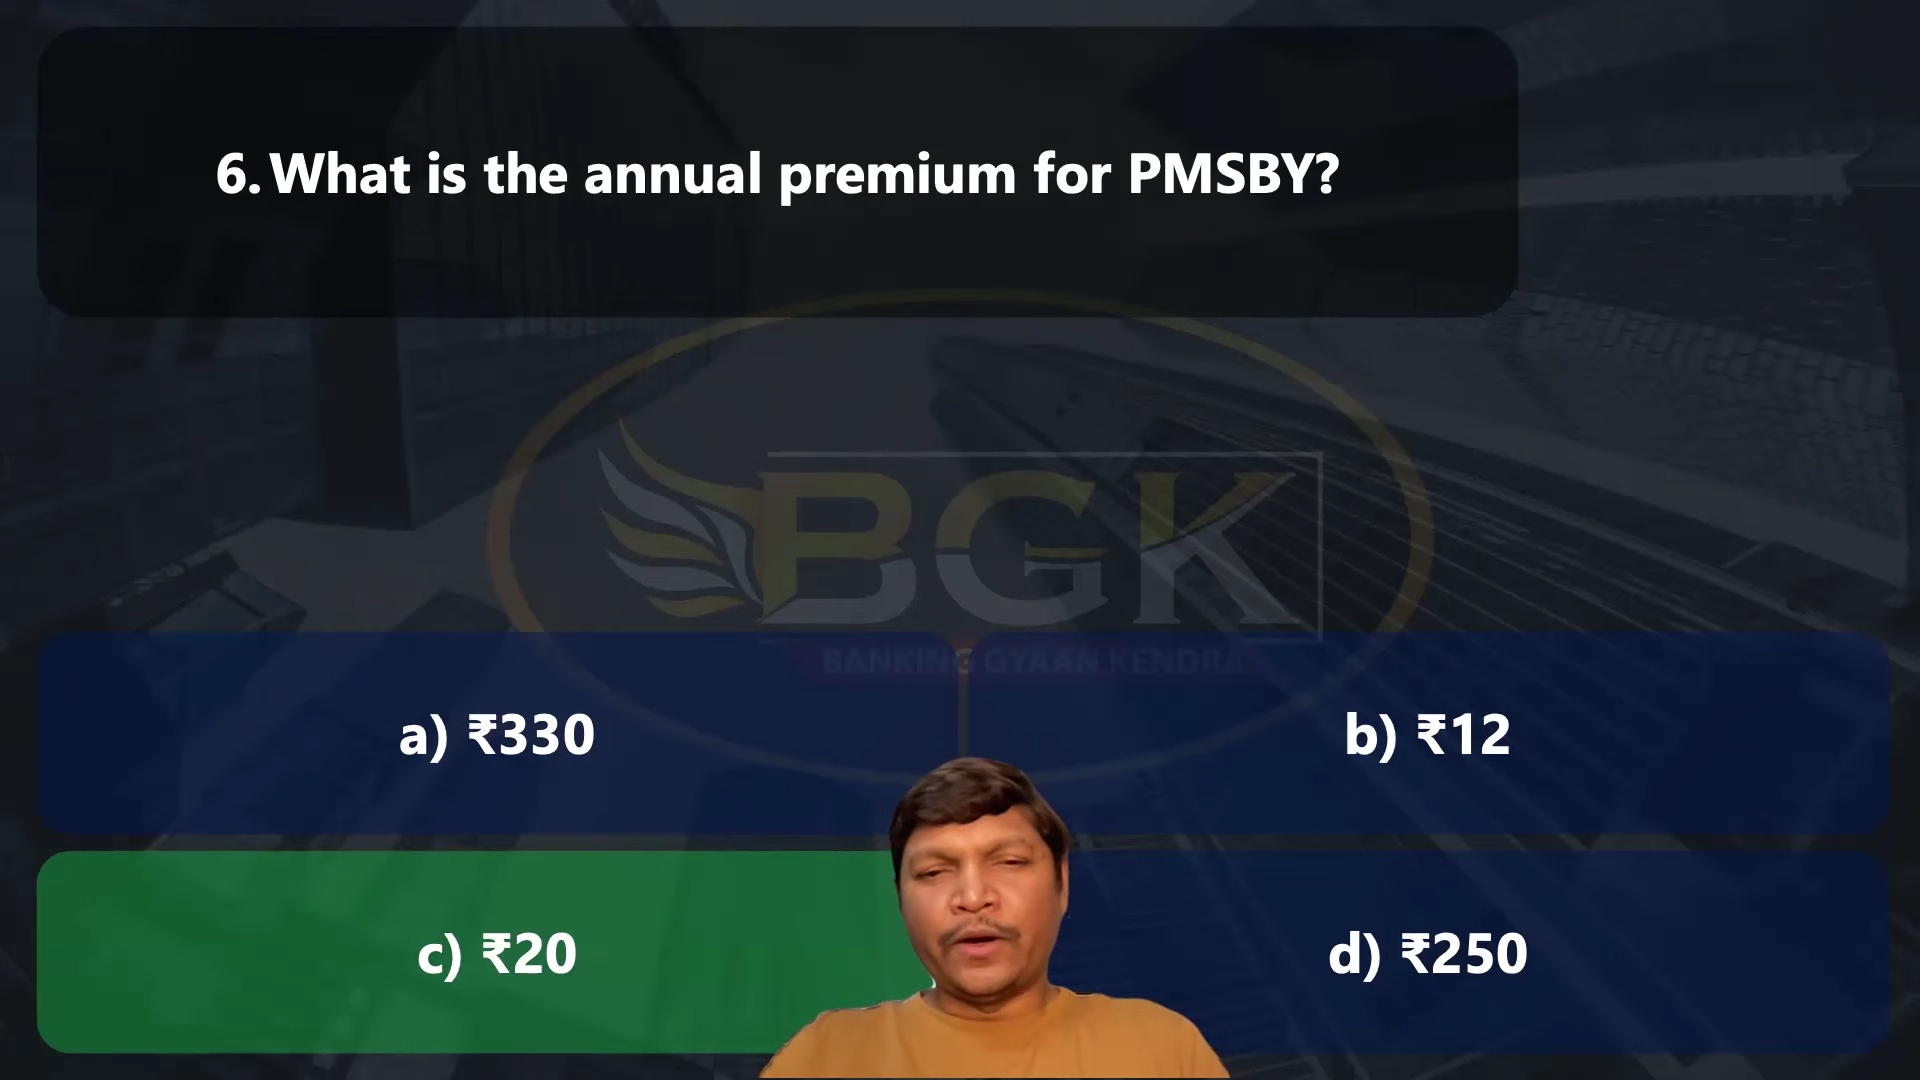 6. What is the annual premium for PMSBY?
BGK
BANKING GYAAN KENDRA
a) ₹330
b) ₹12
c) ₹20
d) ₹250